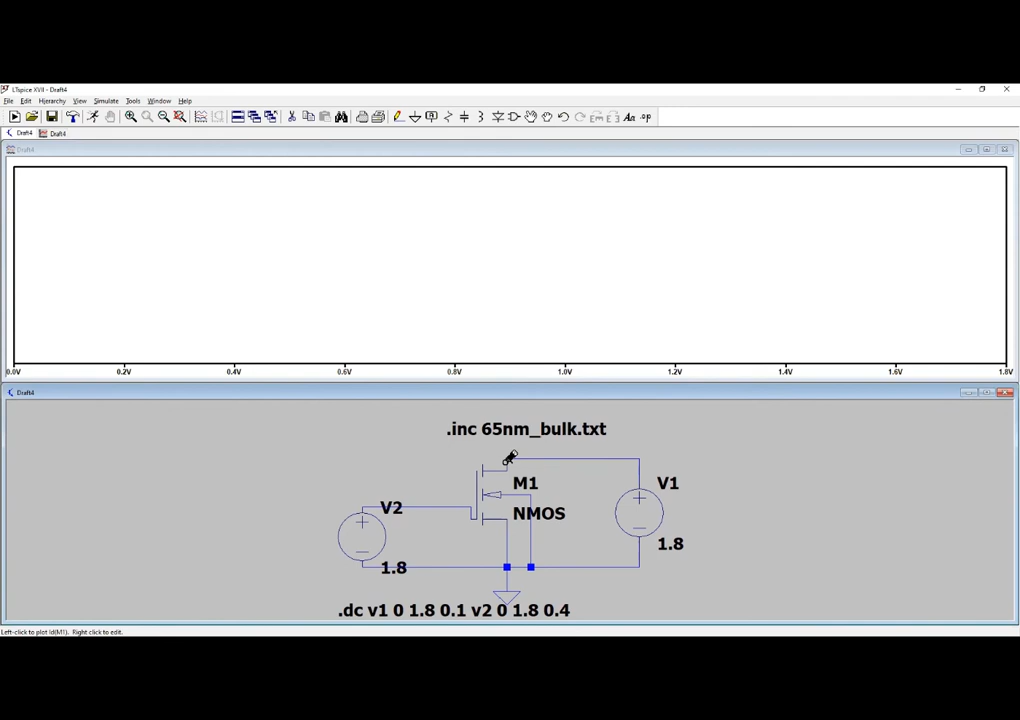 LTspice XVII - Draft4
File Edit Hierarchy View Simulate Tools Window Help
Aa .op
Draft4 Draft4
Draft4
0.0V 0.2V 0.4V 0.6V 0.8V 1.0V 1.2V 1.4V 1.6V 1.8V
Draft4
.inc 65nm_bulk.txt
M1
V1
V2
NMOS
1.8
1.8
.dc v1 0 1.8 0.1 v2 0 1.8 0.4
Left-click to plot Id(M1). Right click to edit.